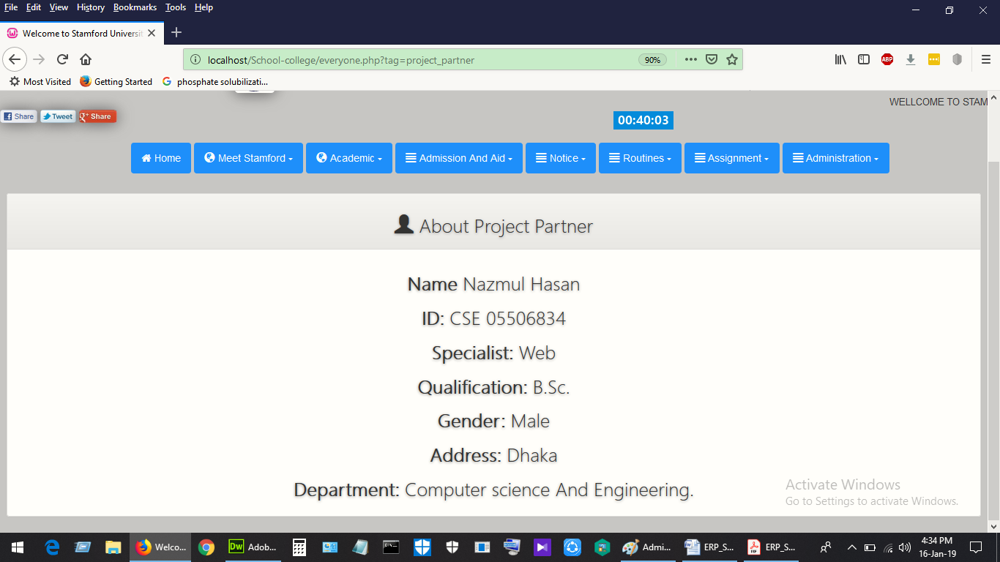 File Edit View History Bookmarks Tools Help
Welcome to Stamford Universit
localhost/School-college/everyone.php?tag=project_partner 90%
ABP
Most Visited Getting Started G phosphate solubilizati...
WELLCOME TO STAM
f Share Tweet g+ Share
00:40:03
Home Meet Stamford Academic Admission And Aid Notice Routines Assignment Administration
About Project Partner
Name Nazmul Hasan
ID: CSE 05506834
Specialist: Web
Qualification: B.Sc.
Gender: Male
Address: Dhaka
Department: Computer science And Engineering.
Activate Windows
Go to Settings to activate Windows.
Welco... Dw Adob... Admi... ERP_S... ERP_S... 4:34 PM
16-Jan-19